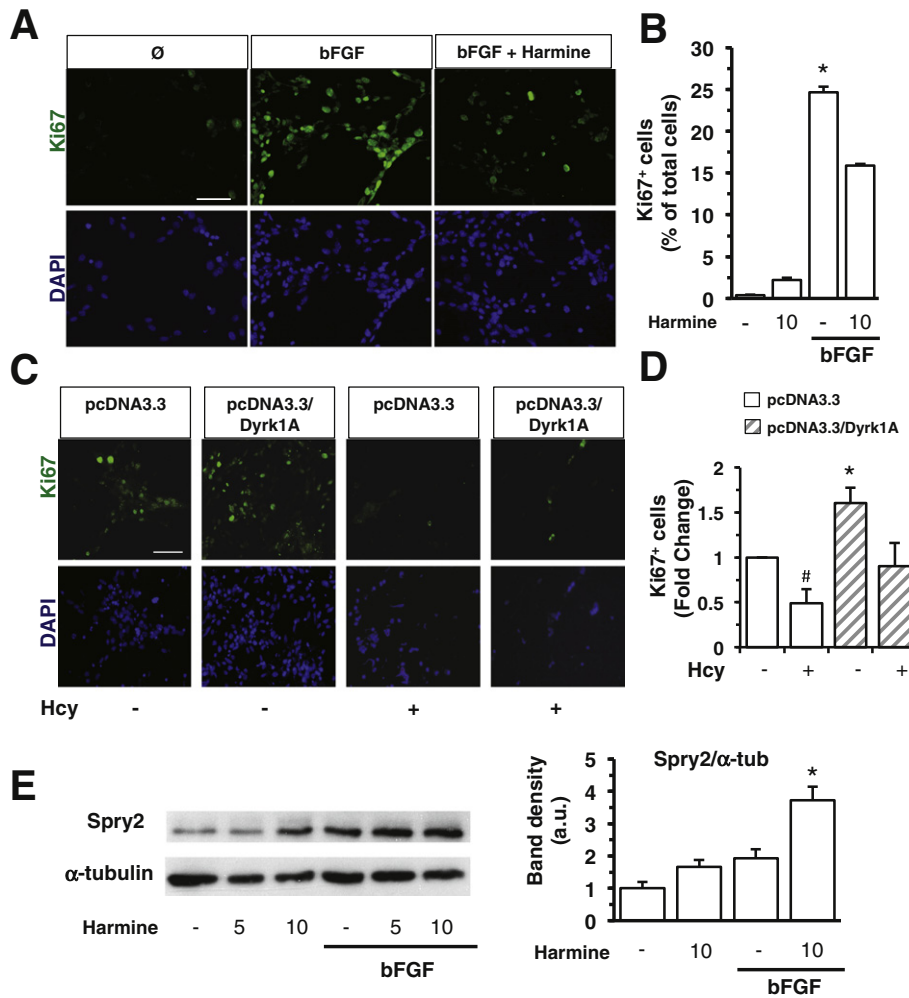 A
Ø
bFGF
bFGF + Harmine
Ki67
DAPI
B
Ki67+ cells
(% of total cells)
30
25
20
15
10
5
0
*
Harmine
- 10 - 10
bFGF
C
pcDNA3.3
pcDNA3.3/
Dyrk1A
pcDNA3.3
pcDNA3.3/
Dyrk1A
Ki67
DAPI
Hcy - - + +
D
pcDNA3.3
pcDNA3.3/Dyrk1A
Ki67+ cells
(Fold Change)
2
1.5
1
0.5
0
#
*
Hcy - + - +
E
Spry2
α-tubulin
Harmine - 5 10 - 5 10
bFGF
Spry2/α-tub
Band density
(a.u.)
5
4
3
2
1
0
*
Harmine - 10 - 10
bFGF